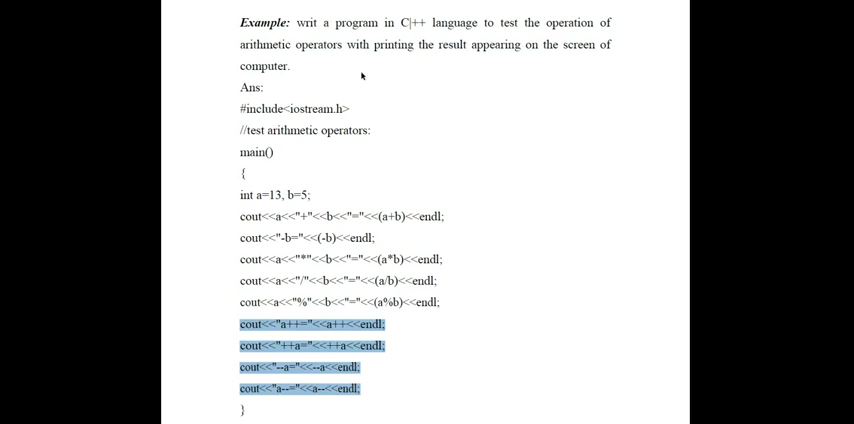 Example: writ a program in C++ language to test the operation of
arithmetic operators with printing the result appearing on the screen of
computer.
Ans:
#include<iostream.h>
//test arithmetic operators:
main()
{
int a=13, b=5;
cout<<a<<"+"<<b<<"="<<(a+b)<<endl;
cout<<"-b="<<(-b)<<endl;
cout<<a<<"*"<<b<<"="<<(a*b)<<endl;
cout<<a<<"/"<<b<<"="<<(a/b)<<endl;
cout<<a<<"%"<<b<<"="<<(a%b)<<endl;
cout<<"a++="<<a++<<endl;
cout<<"++a="<<++a<<endl;
cout<<"--a="<<--a<<endl;
cout<<"a--="<<a--<<endl;
}